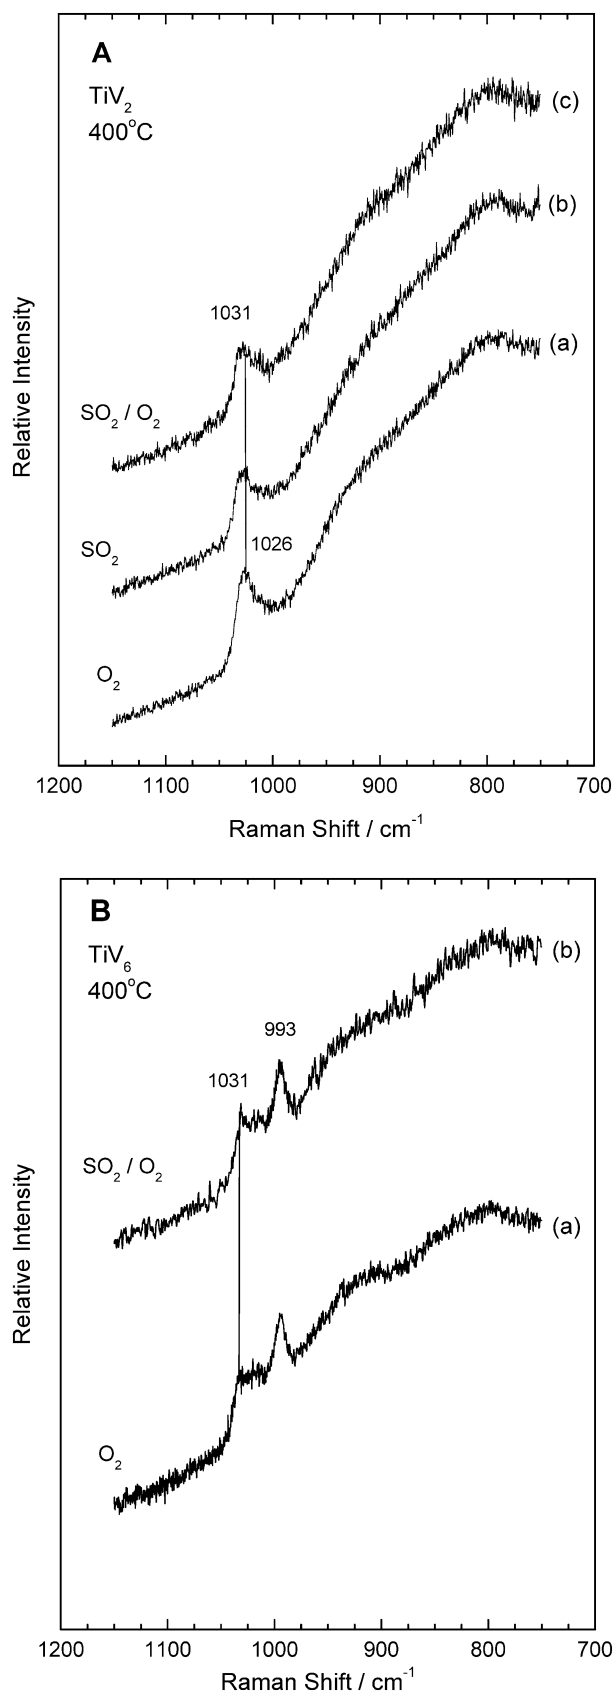 A
TiV₂
400°C
(c)
(b)
1031
(a)
SO₂ / O₂
1026
SO₂
O₂
Relative Intensity
1200 1100 1000 900 800 700
Raman Shift / cm⁻¹
B
TiV₆
400°C
(b)
993
1031
SO₂ / O₂
(a)
O₂
Relative Intensity
1200 1100 1000 900 800 700
Raman Shift / cm⁻¹